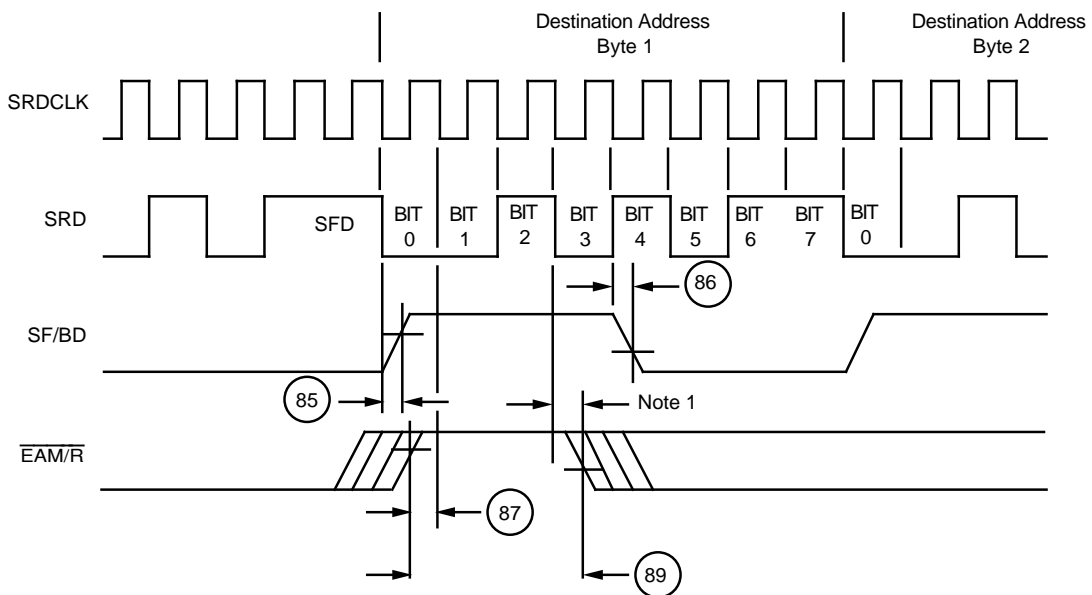 Destination Address
Byte 1
Destination Address
Byte 2
SRDCLK
SRD
SFD
BIT
0
BIT
1
BIT
2
BIT
3
BIT
4
BIT
5
BIT
6
BIT
7
BIT
0
86
SF/BD
85
Note 1
EAM/R
87
89